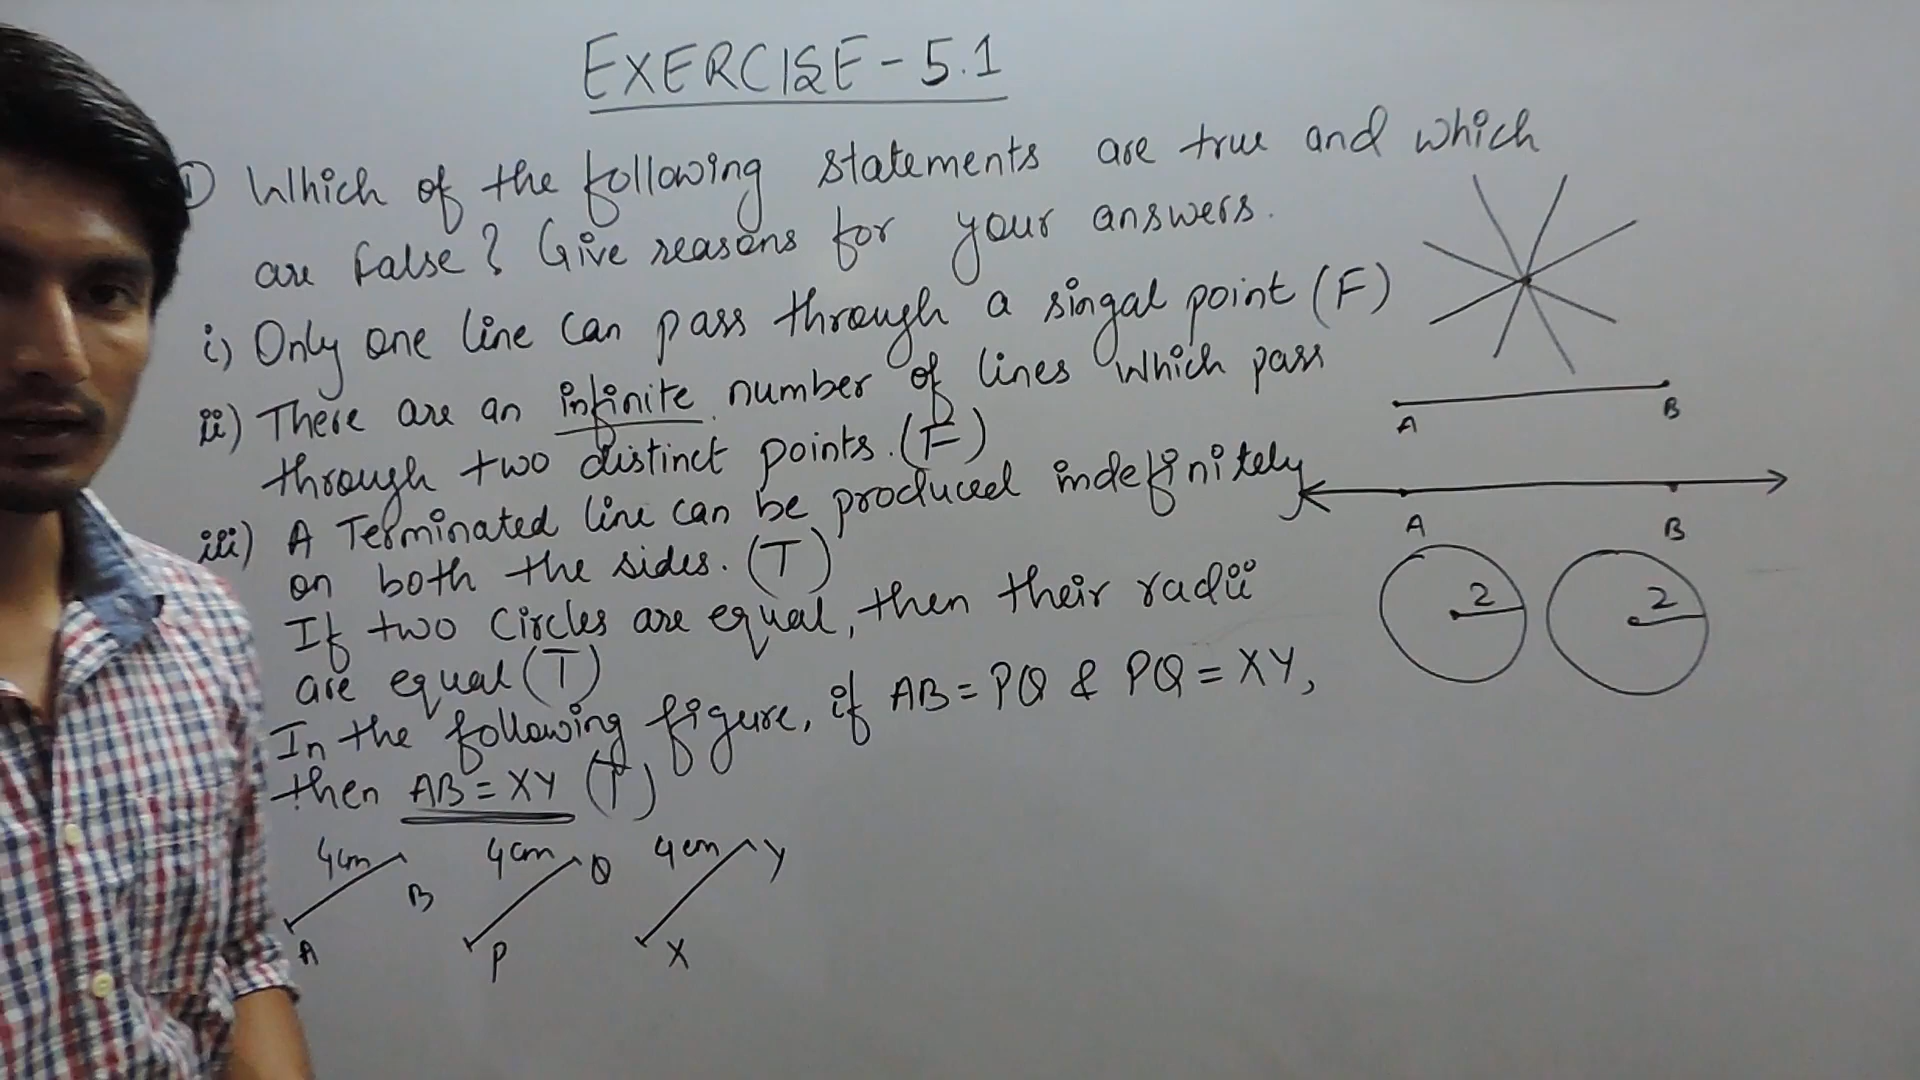 EXERCISE - 5.1
1) Which of the following statements are true and which
are False? Give reasons for your answers.
i) Only one line can pass through a singal point (F)
ii) There are an infinite number of lines which pass
through two distinct points. (F)
iii) A Terminated line can be produced indefinitely
on both the sides. (T)
If two Circles are equal, then their radii
are equal (T)
In the following figure, if AB = PQ & PQ = XY,
then AB = XY (T)
4cm 4cm 4cm
A B P Q X Y
A B
A B
2 2